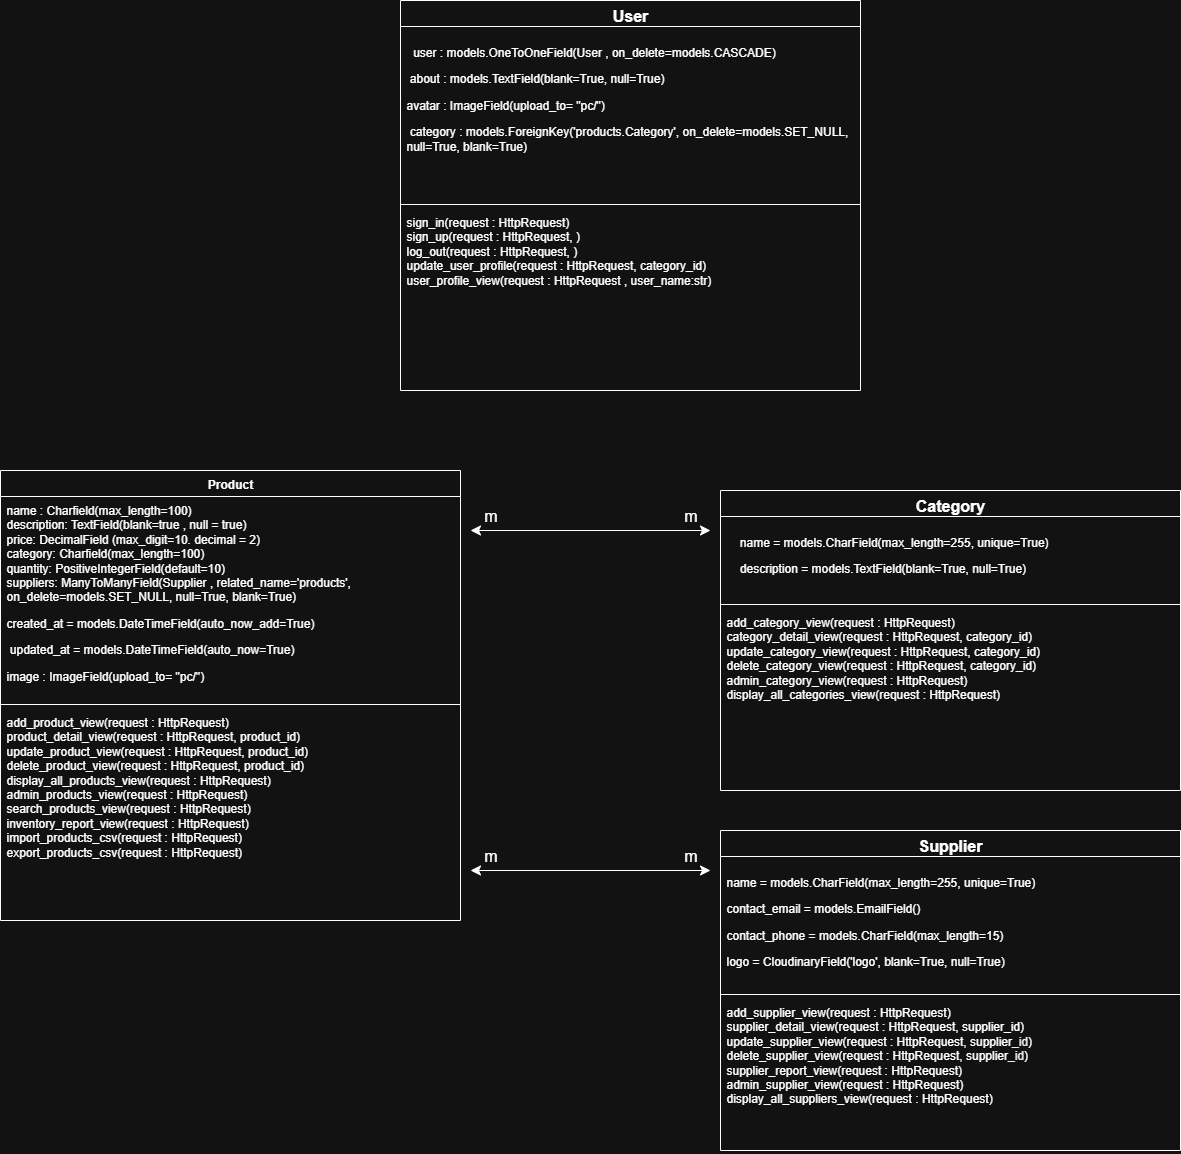 User
user : models.OneToOneField(User , on_delete=models.CASCADE)
about : models.TextField(blank=True, null=True)
avatar : ImageField(upload_to= "pc/")
category : models.ForeignKey('products.Category', on_delete=models.SET_NULL,
null=True, blank=True)
sign_in(request : HttpRequest)
sign_up(request : HttpRequest, )
log_out(request : HttpRequest, )
update_user_profile(request : HttpRequest, category_id)
user_profile_view(request : HttpRequest , user_name:str)
Product
name : Charfield(max_length=100)
description: TextField(blank=true , null = true)
price: DecimalField (max_digit=10. decimal = 2)
category: Charfield(max_length=100)
quantity: PositiveIntegerField(default=10)
suppliers: ManyToManyField(Supplier , related_name='products',
on_delete=models.SET_NULL, null=True, blank=True)
created_at = models.DateTimeField(auto_now_add=True)
updated_at = models.DateTimeField(auto_now=True)
image : ImageField(upload_to= "pc/")
add_product_view(request : HttpRequest)
product_detail_view(request : HttpRequest, product_id)
update_product_view(request : HttpRequest, product_id)
delete_product_view(request : HttpRequest, product_id)
display_all_products_view(request : HttpRequest)
admin_products_view(request : HttpRequest)
search_products_view(request : HttpRequest)
inventory_report_view(request : HttpRequest)
import_products_csv(request : HttpRequest)
export_products_csv(request : HttpRequest)
m m
m m
Category
name = models.CharField(max_length=255, unique=True)
description = models.TextField(blank=True, null=True)
add_category_view(request : HttpRequest)
category_detail_view(request : HttpRequest, category_id)
update_category_view(request : HttpRequest, category_id)
delete_category_view(request : HttpRequest, category_id)
admin_category_view(request : HttpRequest)
display_all_categories_view(request : HttpRequest)
Supplier
name = models.CharField(max_length=255, unique=True)
contact_email = models.EmailField()
contact_phone = models.CharField(max_length=15)
logo = CloudinaryField('logo', blank=True, null=True)
add_supplier_view(request : HttpRequest)
supplier_detail_view(request : HttpRequest, supplier_id)
update_supplier_view(request : HttpRequest, supplier_id)
delete_supplier_view(request : HttpRequest, supplier_id)
supplier_report_view(request : HttpRequest)
admin_supplier_view(request : HttpRequest)
display_all_suppliers_view(request : HttpRequest)